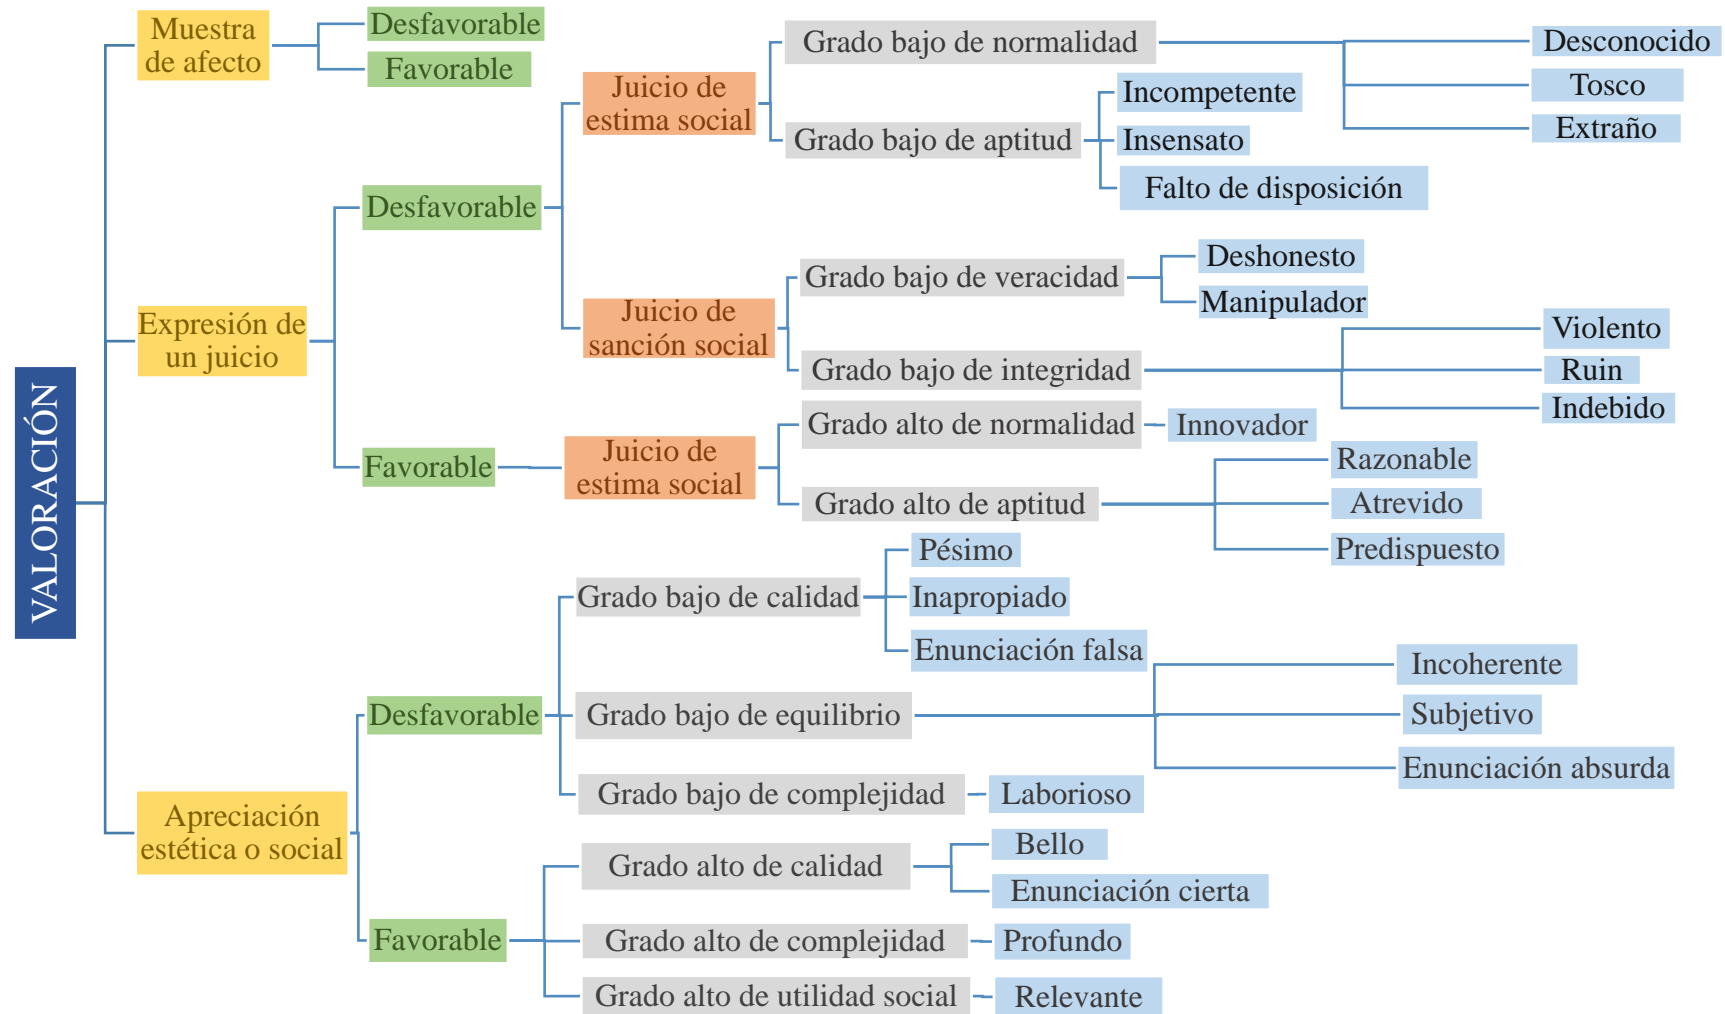 VALORACIÓN
Muestra
de afecto
Desfavorable
Favorable
Expresión de
un juicio
Desfavorable
Juicio de
estima social
Grado bajo de normalidad
Desconocido
Tosco
Extraño
Grado bajo de aptitud
Incompetente
Insensato
Falto de disposición
Juicio de
sanción social
Grado bajo de veracidad
Deshonesto
Manipulador
Grado bajo de integridad
Violento
Ruin
Indebido
Favorable
Juicio de
estima social
Grado alto de normalidad
Innovador
Grado alto de aptitud
Razonable
Atrevido
Predispuesto
Apreciación
estética o social
Desfavorable
Grado bajo de calidad
Pésimo
Inapropiado
Enunciación falsa
Grado bajo de equilibrio
Incoherente
Subjetivo
Enunciación absurda
Grado bajo de complejidad
Laborioso
Favorable
Grado alto de calidad
Bello
Enunciación cierta
Grado alto de complejidad
Profundo
Grado alto de utilidad social
Relevante